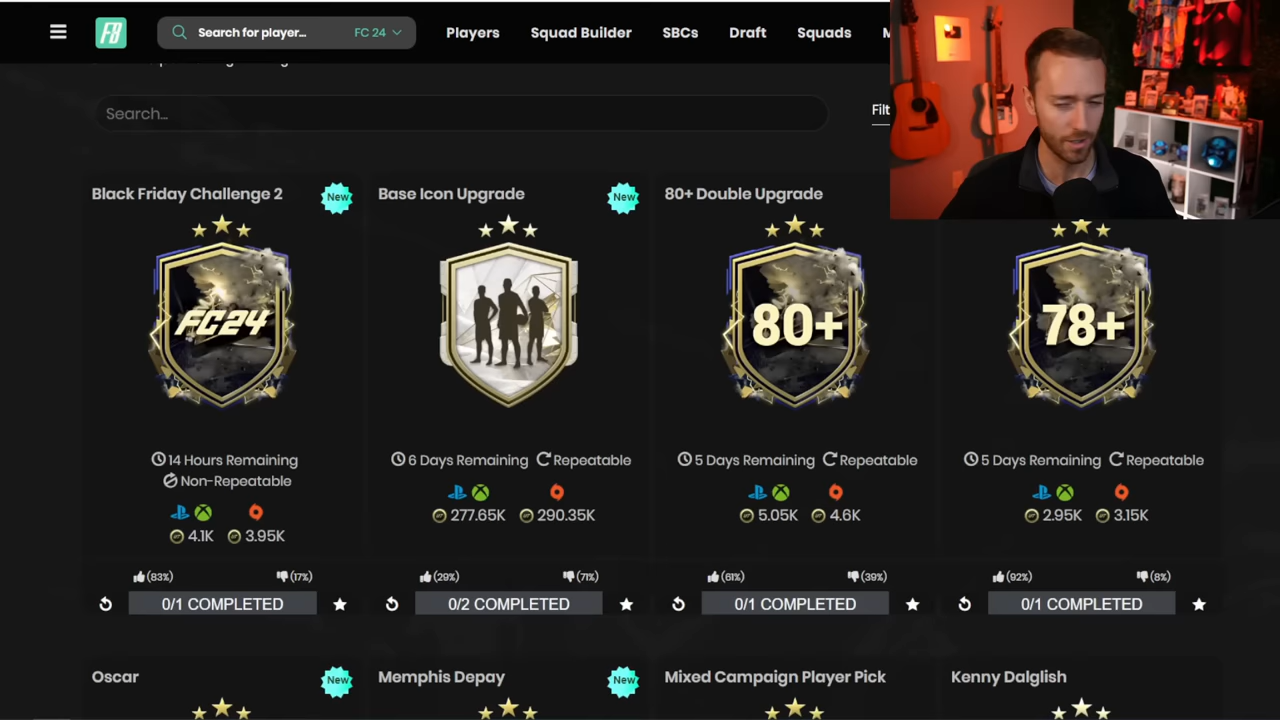 FB
Search for player...
FC 24
Players
Squad Builder
SBCs
Draft
Squads
M
Search...
Filt
Black Friday Challenge 2
New
FC24
14 Hours Remaining
Non-Repeatable
4.1K
3.95K
(83%)
(17%)
0/1 COMPLETED
Base Icon Upgrade
New
6 Days Remaining
Repeatable
277.65K
290.35K
(29%)
(71%)
0/2 COMPLETED
80+ Double Upgrade
80+
5 Days Remaining
Repeatable
5.05K
4.6K
(61%)
(39%)
0/1 COMPLETED
78+
5 Days Remaining
Repeatable
2.95K
3.15K
(92%)
(8%)
0/1 COMPLETED
Oscar
New
Memphis Depay
New
Mixed Campaign Player Pick
Kenny Dalglish